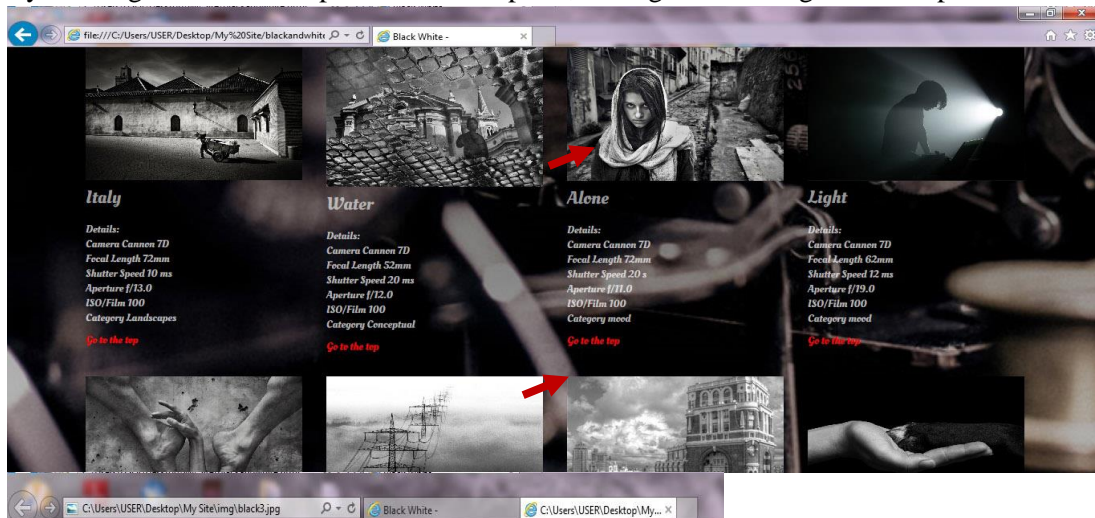 file:///C:/Users/USER/Desktop/My%20Site/blackandwhite
Black White -
Italy
Details:
Camera Cannon 7D
Focal Length 72mm
Shutter Speed 10 ms
Aperture f/13.0
ISO/Film 100
Category Landscapes
Go to the top
Water
Details:
Camera Cannon 7D
Focal Length 52mm
Shutter Speed 20 ms
Aperture f/12.0
ISO/Film 100
Category Conceptual
Go to the top
Alone
Details:
Camera Cannon 7D
Focal Length 72mm
Shutter Speed 20 s
Aperture f/11.0
ISO/Film 100
Category mood
Go to the top
Light
Details:
Camera Cannon 7D
Focal Length 62mm
Shutter Speed 12 ms
Aperture f/19.0
ISO/Film 100
Category mood
Go to the top
C:\Users\USER\Desktop\My Site\img\black3.jpg
Black White -
C:\Users\USER\Desktop\My...